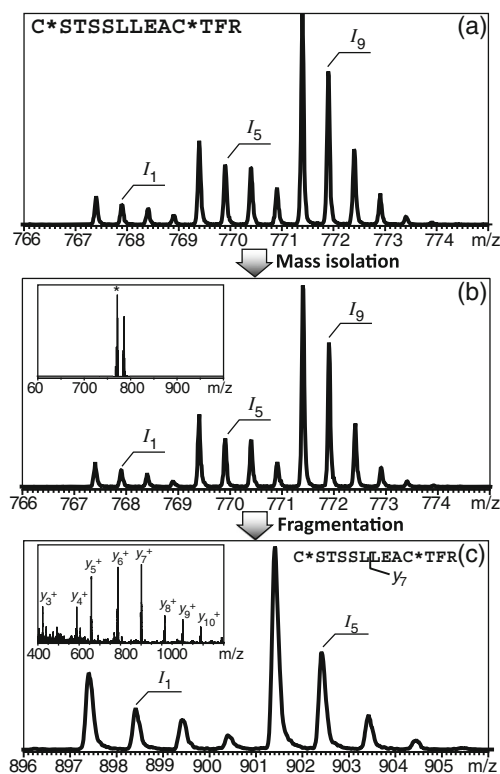 C*STSSLLEAC*TFR
(a)
I9
I5
I1
766 767 768 769 770 771 772 773 774 m/z
Mass isolation
(b)
*
I9
60 700 800 900 m/z
I5
I1
766 767 768 769 770 771 772 773 774 m/z
Fragmentation
(c)
C*STSSLLEAC*TFR
y7
y3+ y4+ y5+ y6+ y7+ y8+ y9+ y10+
400 600 800 1000 m/z
I5
I1
896 897 898 899 900 901 902 903 904 905 m/z